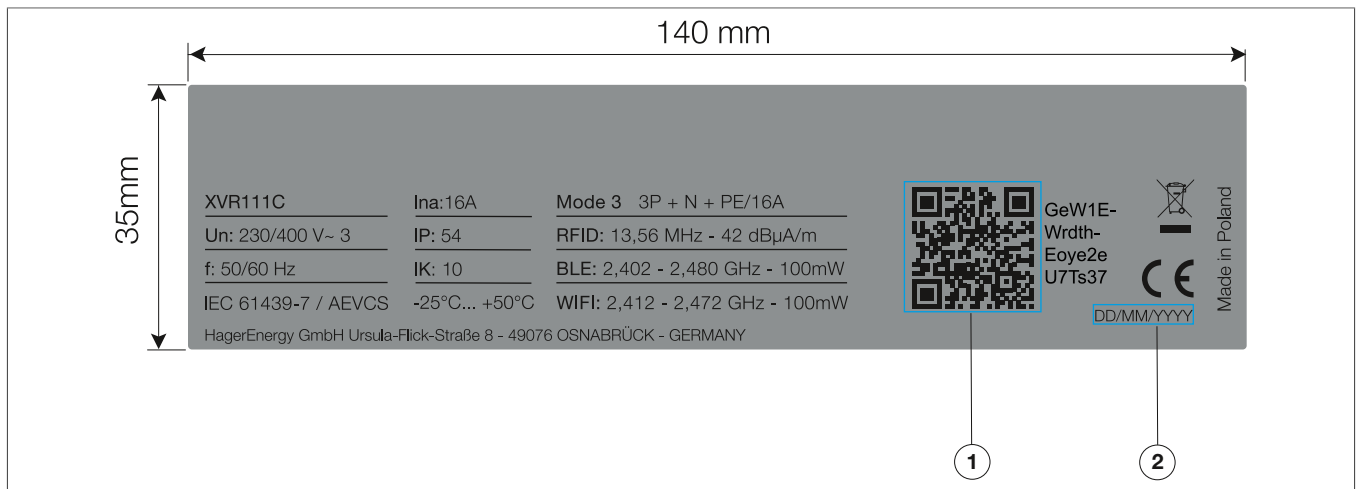 140 mm
35mm
XVR111C
Un: 230/400 V~ 3
f: 50/60 Hz
IEC 61439-7 / AEVCS
Ina:16A
IP: 54
IK: 10
-25°C... +50°C
Mode 3 3P + N + PE/16A
RFID: 13,56 MHz - 42 dBµA/m
BLE: 2,402 - 2,480 GHz - 100mW
WIFI: 2,412 - 2,472 GHz - 100mW
HagerEnergy GmbH Ursula-Flick-Straße 8 - 49076 OSNABRÜCK - GERMANY
GeW1E-
Wrdth-
Eoye2e
U7Ts37
CE
DD/MM/YYYY
Made in Poland
1
2